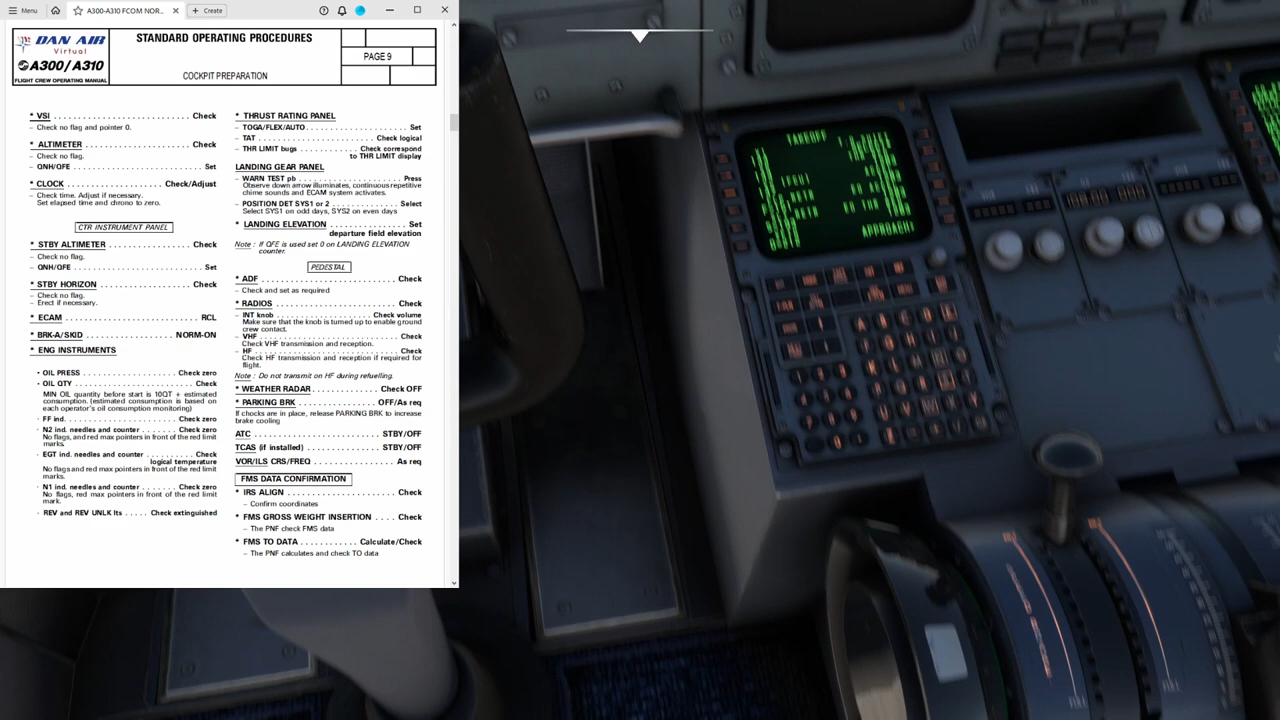 Menu
A300-A310 FCOM NOR...
Create
DAN AIR
Virtual
A300/A310
FLIGHT CREW OPERATING MANUAL
STANDARD OPERATING PROCEDURES
COCKPIT PREPARATION
PAGE 9
* VSI . . . . . . . . . . . . . . . . . . . . . . . . Check
– Check no flag and pointer 0.
* ALTIMETER . . . . . . . . . . . . . . . . . . Check
– Check no flag.
– QNH/QFE . . . . . . . . . . . . . . . . . . . . . Set
* CLOCK . . . . . . . . . . . . . . . . Check/Adjust
– Check time. Adjust if necessary.
Set elapsed time and chrono to zero.
CTR INSTRUMENT PANEL
* STBY ALTIMETER . . . . . . . . . . . . . . Check
– Check no flag.
– QNH/QFE . . . . . . . . . . . . . . . . . . . . . Set
* STBY HORIZON . . . . . . . . . . . . . . . . Check
– Check no flag.
– Erect if necessary.
* ECAM . . . . . . . . . . . . . . . . . . . . . . . RCL
* BRK-A/SKID . . . . . . . . . . . . . . NORM-ON
* ENG INSTRUMENTS
• OIL PRESS . . . . . . . . . . . . . . . . Check zero
• OIL QTY . . . . . . . . . . . . . . . . . . . . . Check
MIN OIL quantity before start is 10QT + estimated
consumption. (estimated consumption is based on
each operator's oil consumption monitoring)
· FF ind. . . . . . . . . . . . . . . . . . . . Check zero
· N2 ind. needles and counter . . . . . . . Check zero
No flags, and red max pointers in front of the red limit
marks.
· EGT ind. needles and counter . . . . . . . . . Check
logical temperature
No flags and red max pointers in front of the red limit
marks.
· N1 ind. needles and counter . . . . . . . Check zero
No flags, red max pointers in front of the red limit
mark.
· REV and REV UNLK lts . . . . . Check extinguished
* THRUST RATING PANEL
– TOGA/FLEX/AUTO . . . . . . . . . . . . . . . . . Set
– TAT . . . . . . . . . . . . . . . . . . . . Check logical
– THR LIMIT bugs . . . . . . . . . . Check correspond
to THR LIMIT display
LANDING GEAR PANEL
– WARN TEST pb . . . . . . . . . . . . . . . . . Press
Observe down arrow illuminates, continuous repetitive
chime sounds and ECAM system activates.
– POSITION DET SYS1 or 2 . . . . . . . . . . . Select
Select SYS1 on odd days, SYS2 on even days
* LANDING ELEVATION . . . . . . . . . . . . Set
departure field elevation
Note : If QFE is used set 0 on LANDING ELEVATION
counter.
PEDESTAL
* ADF . . . . . . . . . . . . . . . . . . . . . . . Check
– Check and set as required
* RADIOS . . . . . . . . . . . . . . . . . . . . Check
– INT knob . . . . . . . . . . . . . . . . Check volume
Make sure that the knob is turned up to enable ground
crew contact.
– VHF . . . . . . . . . . . . . . . . . . . . . . . . Check
Check VHF transmission and reception.
– HF . . . . . . . . . . . . . . . . . . . . . . . . . Check
Check HF transmission and reception if required for
flight.
Note : Do not transmit on HF during refuelling.
* WEATHER RADAR . . . . . . . . . . . . . . Check OFF
* PARKING BRK . . . . . . . . . . . . . . OFF/As req
If chocks are in place, release PARKING BRK to increase
brake cooling
ATC . . . . . . . . . . . . . . . . . . . . . . STBY/OFF
TCAS (if installed) . . . . . . . . . . . . . STBY/OFF
VOR/ILS CRS/FREQ . . . . . . . . . . . . . . As req
FMS DATA CONFIRMATION
* IRS ALIGN . . . . . . . . . . . . . . . . . . . Check
– Confirm coordinates
* FMS GROSS WEIGHT INSERTION . . . . Check
– The PNF check FMS data
* FMS TO DATA . . . . . . . . . . . Calculate/Check
– The PNF calculates and check TO data
TAKEOFF
APPROACH